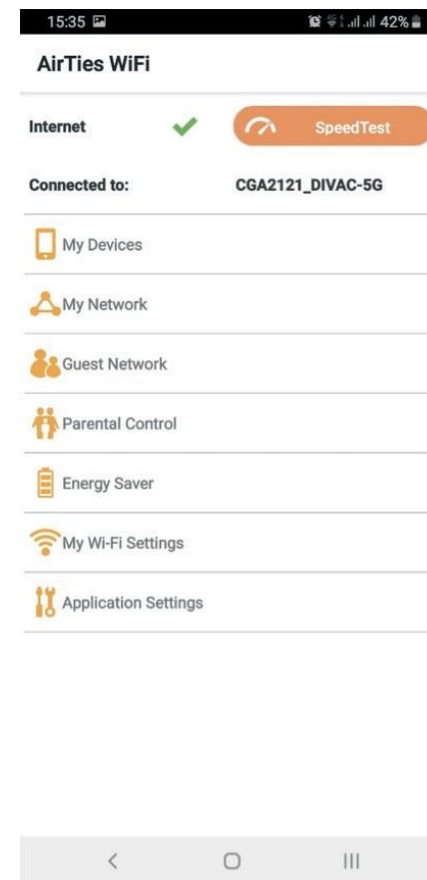 15:35 42%
AirTies WiFi
Internet SpeedTest
Connected to: CGA2121_DIVAC-5G
My Devices
My Network
Guest Network
Parental Control
Energy Saver
My Wi-Fi Settings
Application Settings